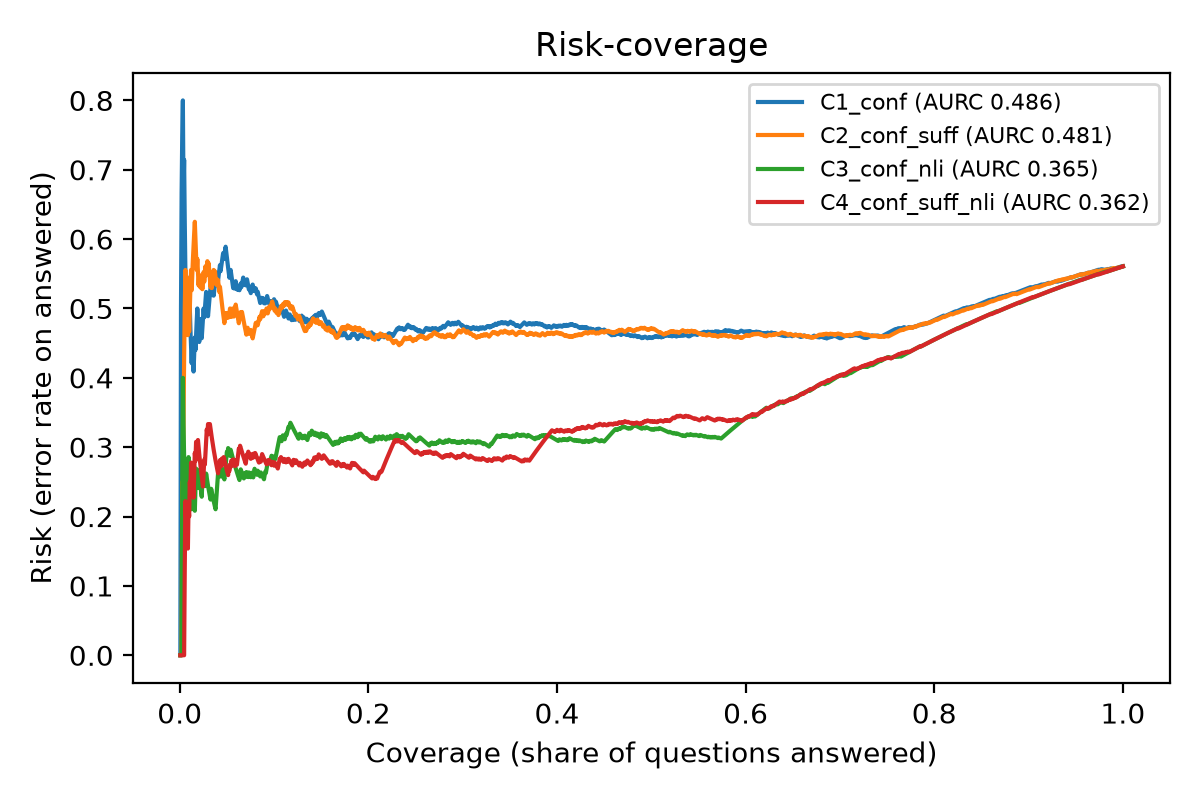 Risk-coverage
C1_conf (AURC 0.486)
C2_conf_suff (AURC 0.481)
C3_conf_nli (AURC 0.365)
C4_conf_suff_nli (AURC 0.362)
Risk (error rate on answered)
0.8
0.7
0.6
0.5
0.4
0.3
0.2
0.1
0.0
0.0 0.2 0.4 0.6 0.8 1.0
Coverage (share of questions answered)